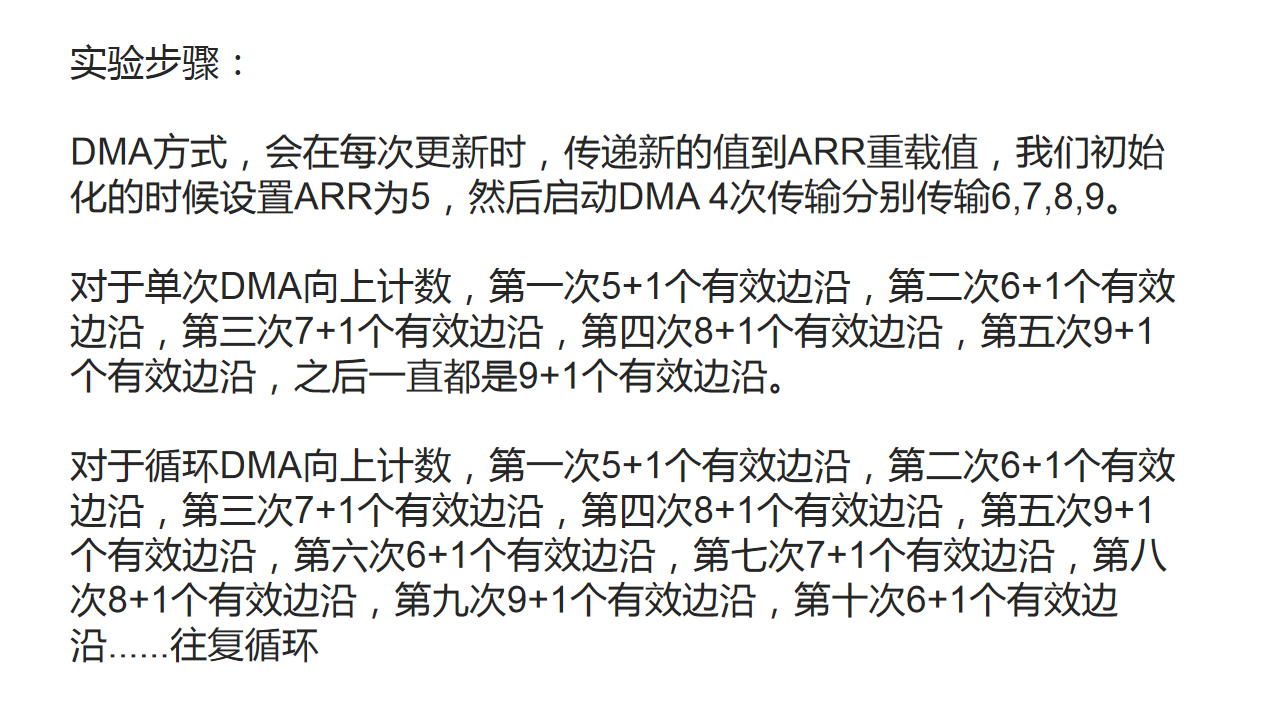 实验步骤：
DMA方式，会在每次更新时，传递新的值到ARR重载值，我们初始
化的时候设置ARR为5，然后启动DMA 4次传输分别传输6,7,8,9。
对于单次DMA向上计数，第一次5+1个有效边沿，第二次6+1个有效
边沿，第三次7+1个有效边沿，第四次8+1个有效边沿，第五次9+1
个有效边沿，之后一直都是9+1个有效边沿。
对于循环DMA向上计数，第一次5+1个有效边沿，第二次6+1个有效
边沿，第三次7+1个有效边沿，第四次8+1个有效边沿，第五次9+1
个有效边沿，第六次6+1个有效边沿，第七次7+1个有效边沿，第八
次8+1个有效边沿，第九次9+1个有效边沿，第十次6+1个有效边
沿......往复循环